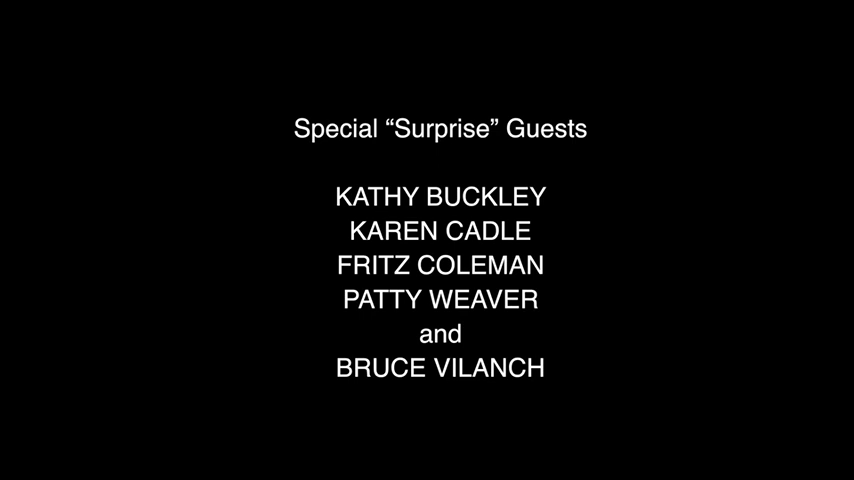 Special “Surprise” Guests
KATHY BUCKLEY
KAREN CADLE
FRITZ COLEMAN
PATTY WEAVER
and
BRUCE VILANCH